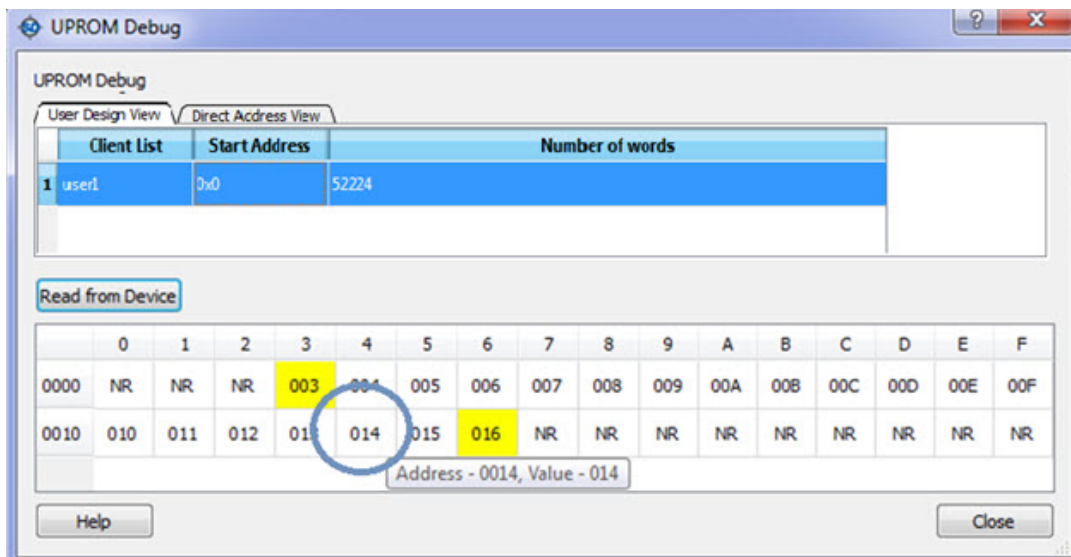 UPROM Debug
UPROM Debug
User Design View Direct Address View
Client List Start Address Number of words
1 user1 0x0 52224
Read from Device
0 1 2 3 4 5 6 7 8 9 A B C D E F
0000 NR NR NR 003 004 005 006 007 008 009 00A 00B 00C 00D 00E 00F
0010 010 011 012 013 014 015 016 NR NR NR NR NR NR NR NR NR
Address - 0014, Value - 014
Help Close